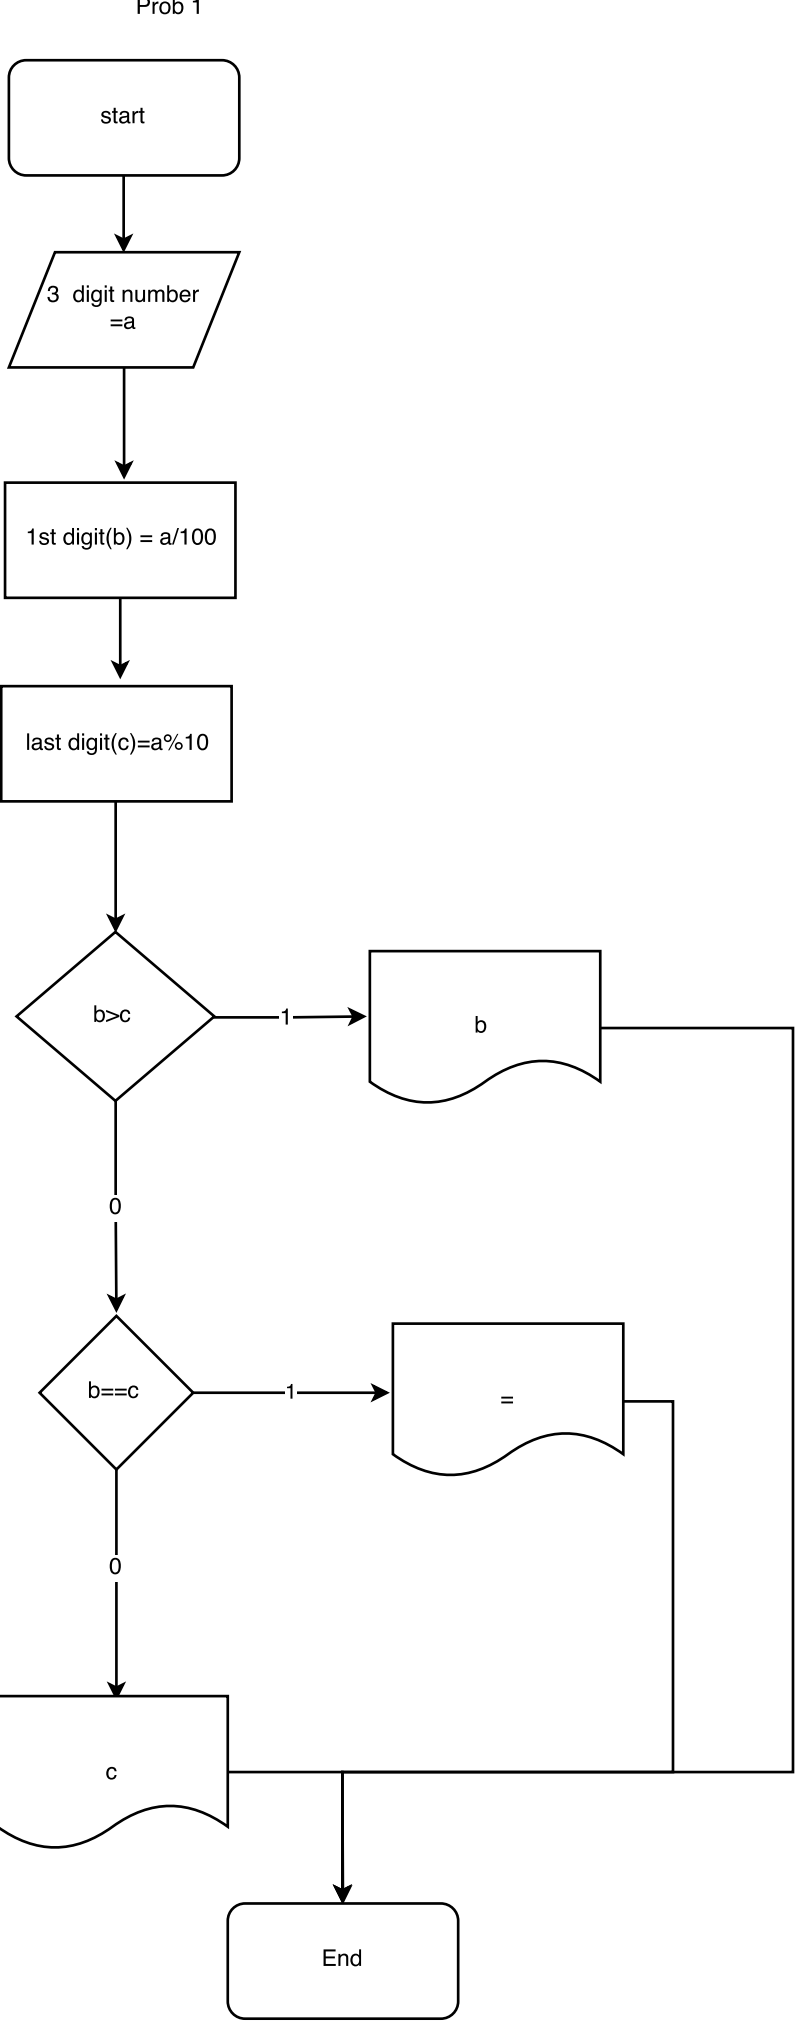 Prob 1
start
3 digit number
=a
1st digit(b) = a/100
last digit(c)=a%10
b>c
1
b
0
b==c
1
=
0
c
End